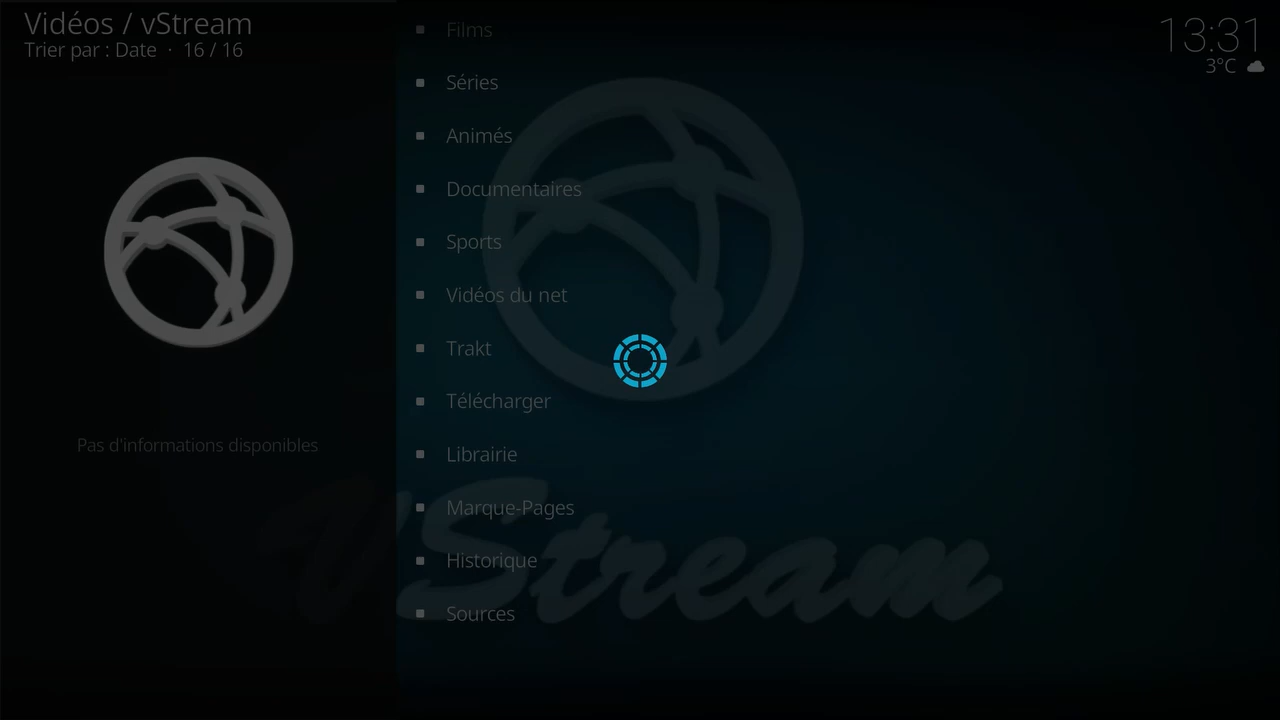 Vidéos / vStream
Trier par : Date · 16 / 16
13:31
3°C
Films
Séries
Animés
Documentaires
Sports
Vidéos du net
Trakt
Télécharger
Librairie
Marque-Pages
Historique
Sources
Pas d'informations disponibles
VStream